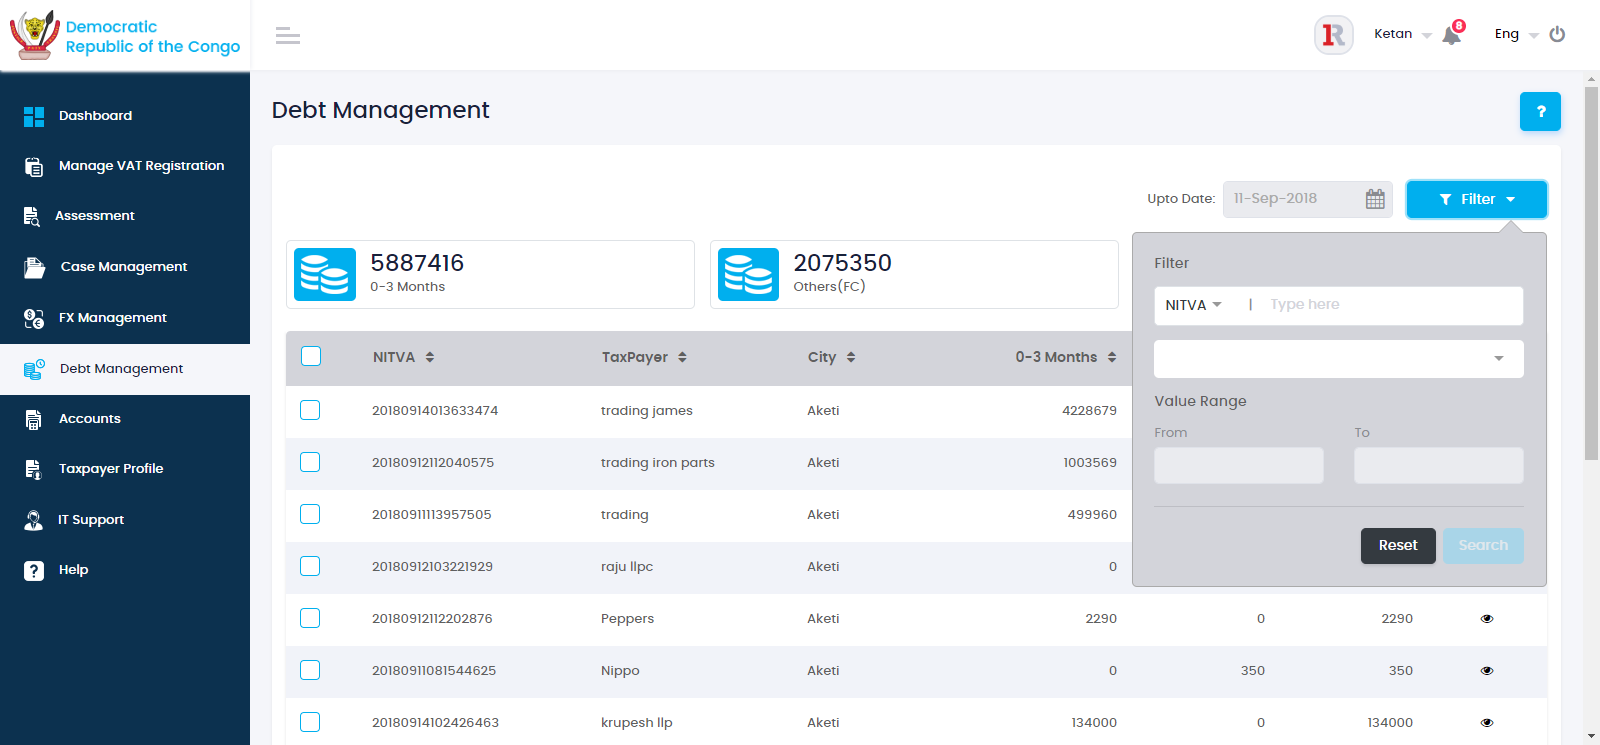 Democratic
Republic of the Congo
1R
Ketan
8
Eng
Dashboard
Manage VAT Registration
Assessment
Case Management
FX Management
Debt Management
Accounts
Taxpayer Profile
IT Support
Help
Debt Management
?
Upto Date: 11-Sep-2018
Filter
5887416
0-3 Months
2075350
Others(FC)
Filter
NITVA | Type here
Value Range
From To
Reset Search
NITVA TaxPayer City 0-3 Months
20180914013633474 trading james Aketi 4228679
20180912112040575 trading iron parts Aketi 1003569
20180911113957505 trading Aketi 499960
20180912103221929 raju llpc Aketi 0
20180912112202876 Peppers Aketi 2290 0 2290
20180911081544625 Nippo Aketi 0 350 350
20180914102426463 krupesh llp Aketi 134000 0 134000